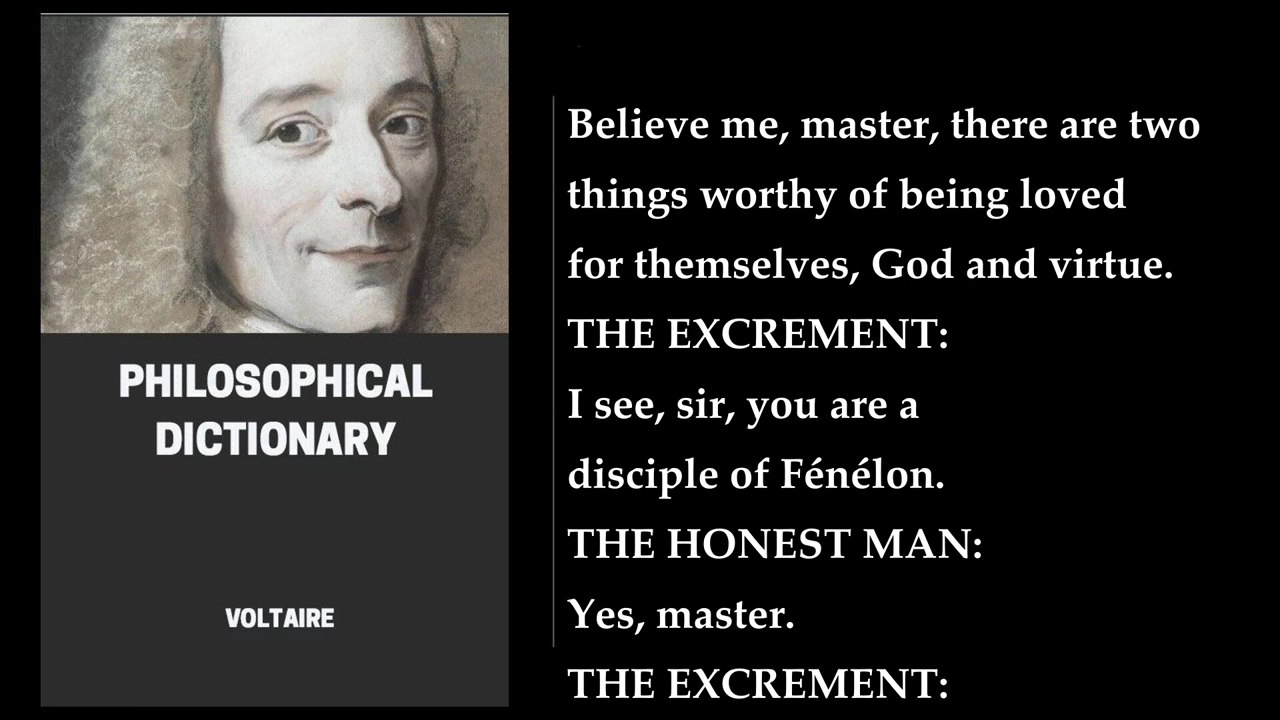 PHILOSOPHICAL
DICTIONARY
VOLTAIRE
Believe me, master, there are two
things worthy of being loved
for themselves, God and virtue.
THE EXCREMENT:
I see, sir, you are a
disciple of Fénélon.
THE HONEST MAN:
Yes, master.
THE EXCREMENT: